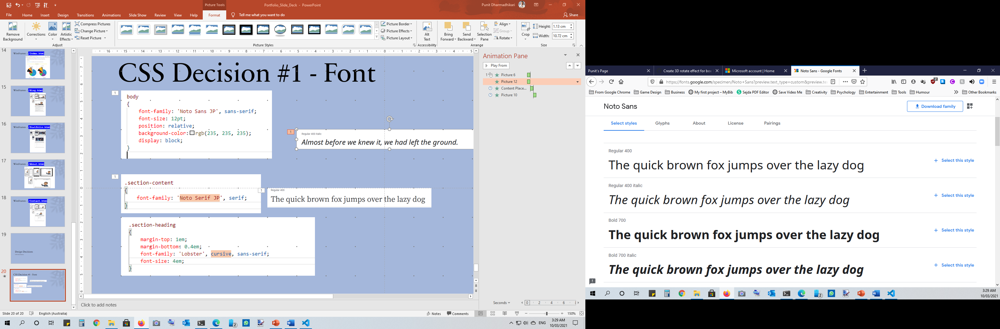 Picture Tools
Portfolio_Slide_Deck - PowerPoint
Punit Dharmadhikari
File Home Insert Design Transitions Animations Slide Show Review View Help Format Tell me what you want to do Share
Remove Background
Corrections
Color
Artistic Effects
Compress Pictures
Change Picture
Reset Picture
Adjust
Picture Styles
Picture Border
Picture Effects
Picture Layout
Alt Text
Accessibility
Bring Forward
Send Backward
Selection Pane
Align
Group
Rotate
Arrange
Crop
Height: 1.13 cm
Width: 10.72 cm
Size
14
WireFrames - /Index.html
15
WireFrames - /Blog.html
16
WireFrames - /Portfolio.html
17
WireFrames - /About.html
18
WireFrames - /Contact.html
19
Design Decisions
20
CSS Decision #1 - Font
CSS Decision #1 - Font
1
body
{
font-family: 'Noto Sans JP', sans-serif;
font-size: 12pt;
position: relative;
background-color: rgb(235, 235, 235);
display: block;
}
1
Regular 400 italic
Almost before we knew it, we had left the ground.
1
.section-content
{
font-family: 'Noto Serif JP', serif;
}
1
Regular 400
The quick brown fox jumps over the lazy dog
.section-heading
{
margin-top: 1em;
margin-bottom: 0.4em;
font-family: 'Lobster', cursive, sans-serif;
font-size: 4em;
}
Animation Pane
Play From
1 Picture 6
Picture 12
Content Place...
Picture 10
Seconds 0 2 4 6
Click to add notes
Slide 20 of 20 English (Australia) Notes Comments 150%
2
ENG
3:29 AM
10/03/2021
Punit's Page
Create 3D rotate effect for box
Microsoft account | Home
Noto Sans - Google Fonts
https://fonts.google.com/specimen/Noto+Sans?preview.text_type=custom&preview.te
2
From Google Chrome Game Design Business My first project – MyBib Sejda PDF Editor Save Video Me Creativity Psychology Entertainment Tools Humour Other Bookmarks
Noto Sans
Download family
Select styles Glyphs About License Pairings
Regular 400
The quick brown fox jumps over the lazy dog
Select this style
Regular 400 italic
The quick brown fox jumps over the lazy dog
Select this style
Bold 700
The quick brown fox jumps over the lazy dog
Select this style
Bold 700 italic
The quick brown fox jumps over the lazy dog
Select this style
2
3:29 AM
10/03/2021